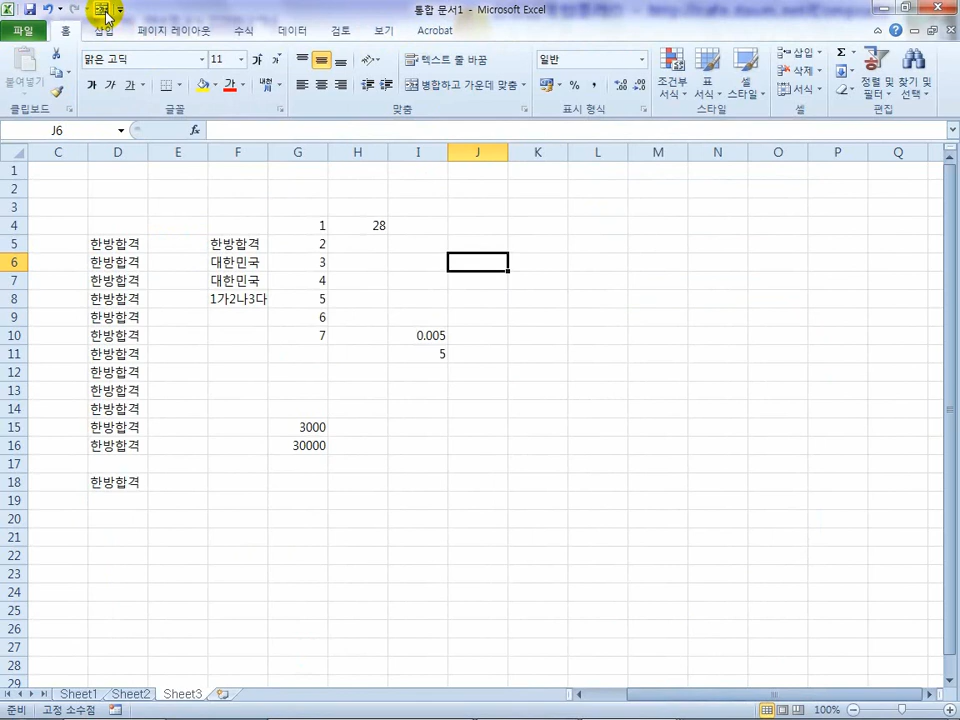 통합 문서1 - Microsoft Excel
파일 홈 삽입 페이지 레이아웃 수식 데이터 검토 보기 Acrobat
붙여넣기
클립보드
맑은 고딕 11
가 가 가 가 가
글꼴
텍스트 줄 바꿈
병합하고 가운데 맞춤
맞춤
일반
%
표시 형식
조건부 서식
표 서식
셀 스타일
스타일
삽입
삭제
서식
셀
Σ
정렬 및 필터
찾기 및 선택
편집
J6 fx
C D E F G H I J K L M N O P Q
1
2
3
4 1 28
5 한방합격 한방합격 2
6 한방합격 대한민국 3
7 한방합격 대한민국 4
8 한방합격 1가2나3다 5
9 한방합격 6
10 한방합격 7 0.005
11 한방합격 5
12 한방합격
13 한방합격
14 한방합격
15 한방합격 3000
16 한방합격 30000
17
18 한방합격
19
20
21
22
23
24
25
26
27
28
29
Sheet1 Sheet2 Sheet3
준비 고정 소수점 100%